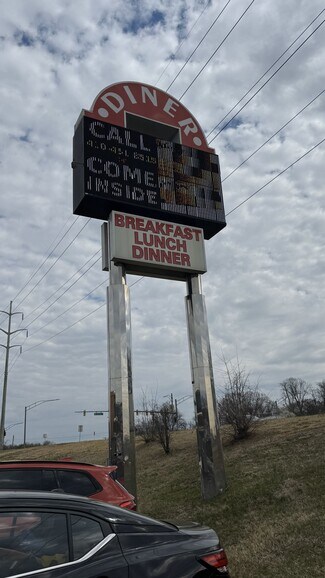 DINER
CALL
COME
INSIDE
BREAKFAST
LUNCH
DINNER